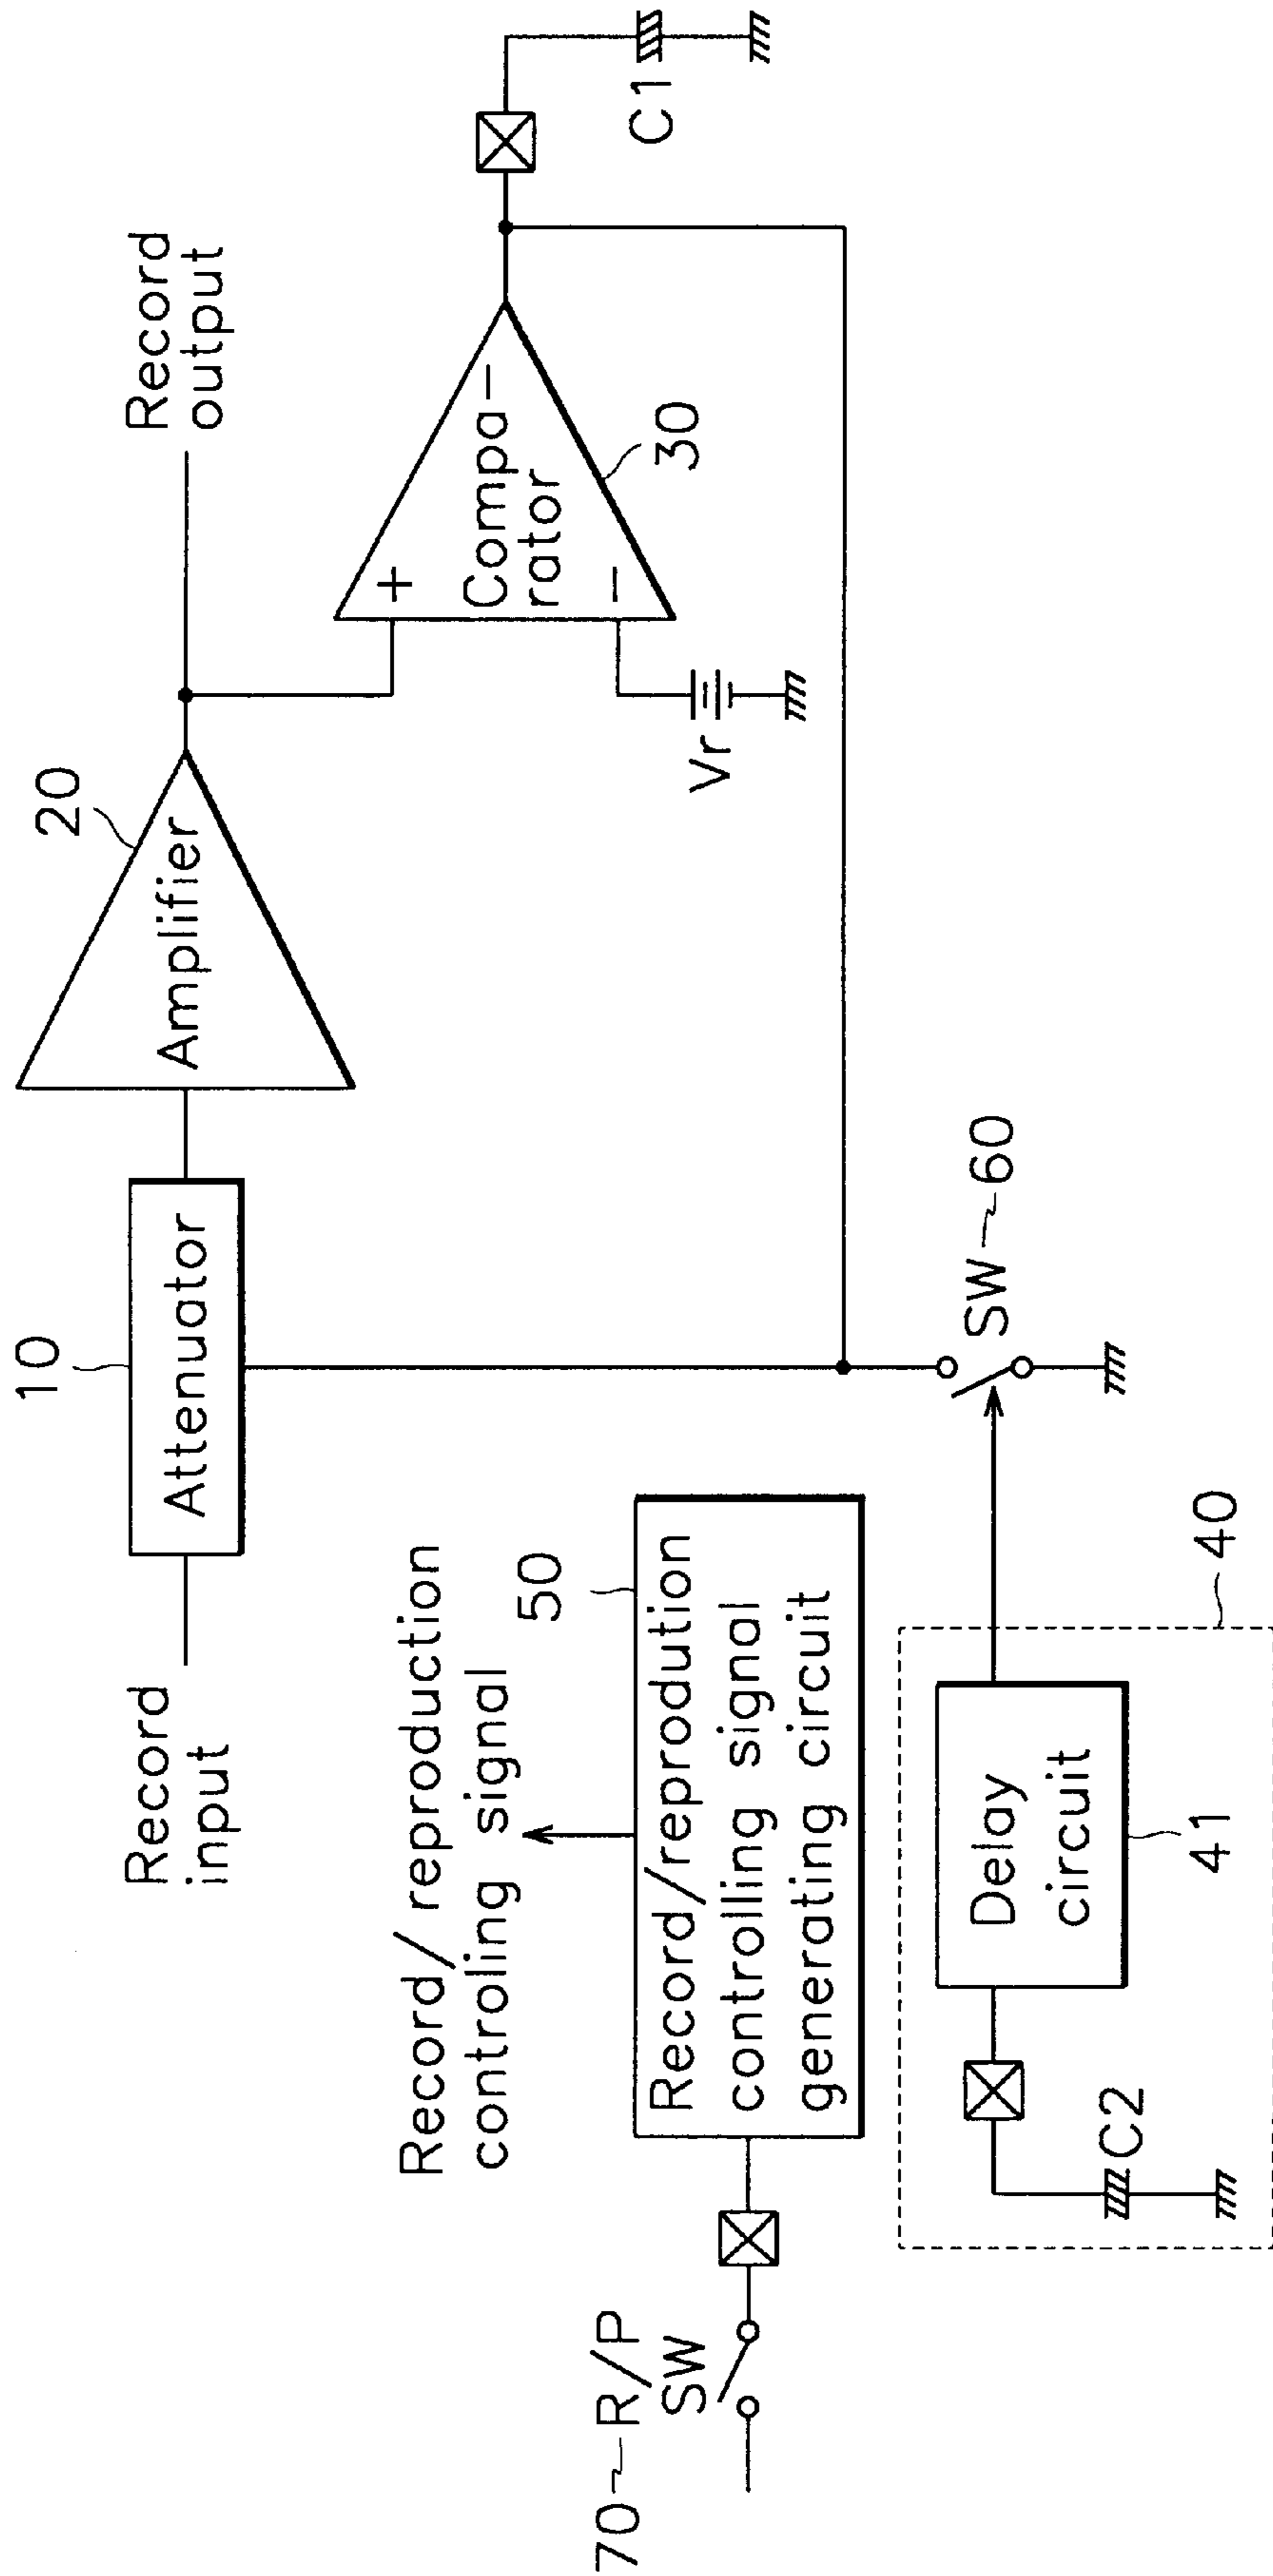 Record
input
10
Attenuator
20
Amplifier
Record
output
+
Compa-
rator
-
30
Vr
C1
Record/ reproduction
controling signal
50
Record/reprodution
controlling signal
generating circuit
70 R/P
SW
SW 60
40
Delay
circuit
41
C2